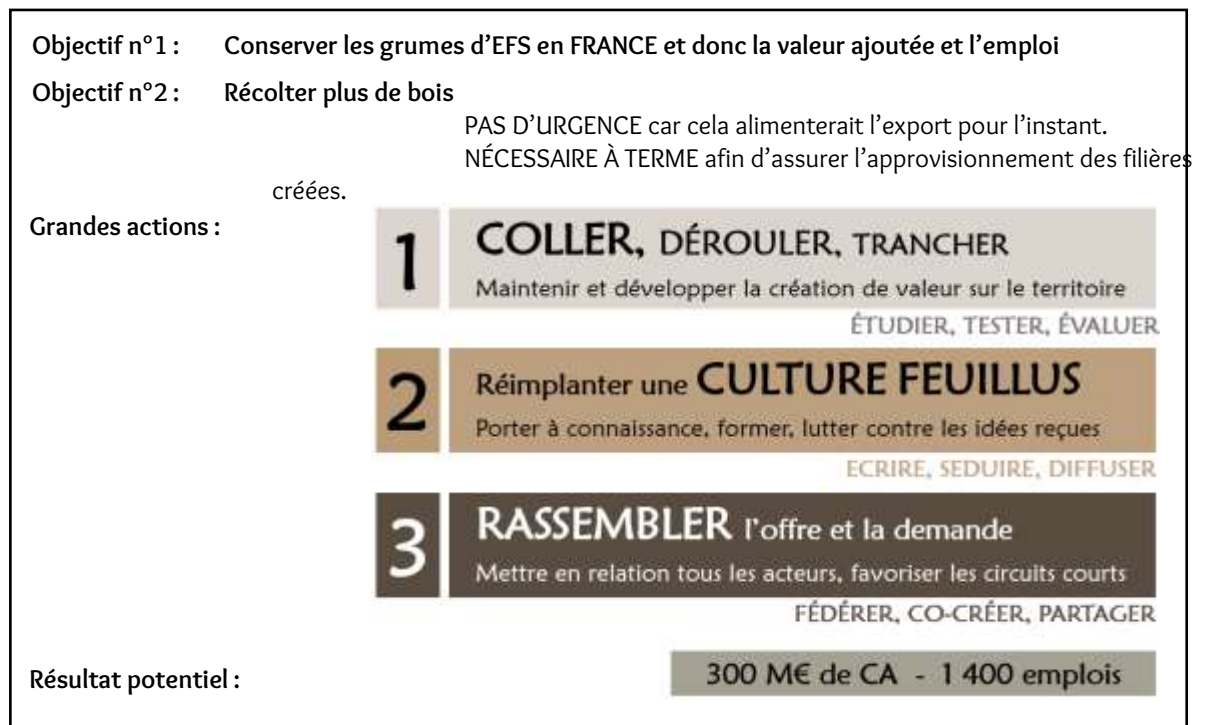 Objectif n°1 : Conserver les grumes d’EFS en FRANCE et donc la valeur ajoutée et l’emploi
Objectif n°2 : Récolter plus de bois
PAS D’URGENCE car cela alimenterait l’export pour l’instant.
NÉCESSAIRE À TERME afin d’assurer l’approvisionnement des filières
créées.
Grandes actions :
1 COLLER, DÉROULER, TRANCHER
Maintenir et développer la création de valeur sur le territoire
ÉTUDIER, TESTER, ÉVALUER
2 Réimplanter une CULTURE FEUILLUS
Porter à connaissance, former, lutter contre les idées reçues
ECRIRE, SEDUIRE, DIFFUSER
3 RASSEMBLER l’offre et la demande
Mettre en relation tous les acteurs, favoriser les circuits courts
FÉDÉRER, CO-CRÉER, PARTAGER
Résultat potentiel : 300 M€ de CA - 1 400 emplois